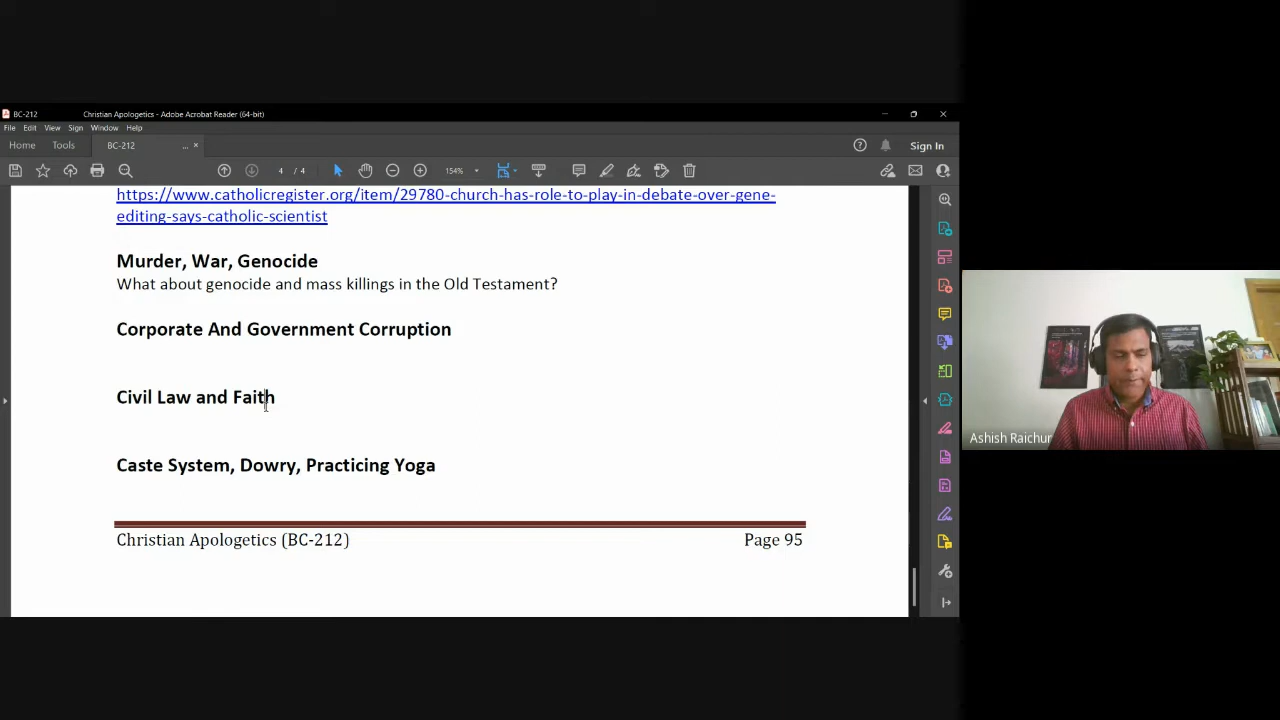 BC-212 Christian Apologetics - Adobe Acrobat Reader (64-bit)
File Edit View Sign Window Help
Home Tools BC-212 ... × Sign In
4 / 4 154%
https://www.catholicregister.org/item/29780-church-has-role-to-play-in-debate-over-gene-
editing-says-catholic-scientist
Murder, War, Genocide
What about genocide and mass killings in the Old Testament?
Corporate And Government Corruption
Civil Law and Faith
Caste System, Dowry, Practicing Yoga
Christian Apologetics (BC-212) Page 95
Ashish Raichur